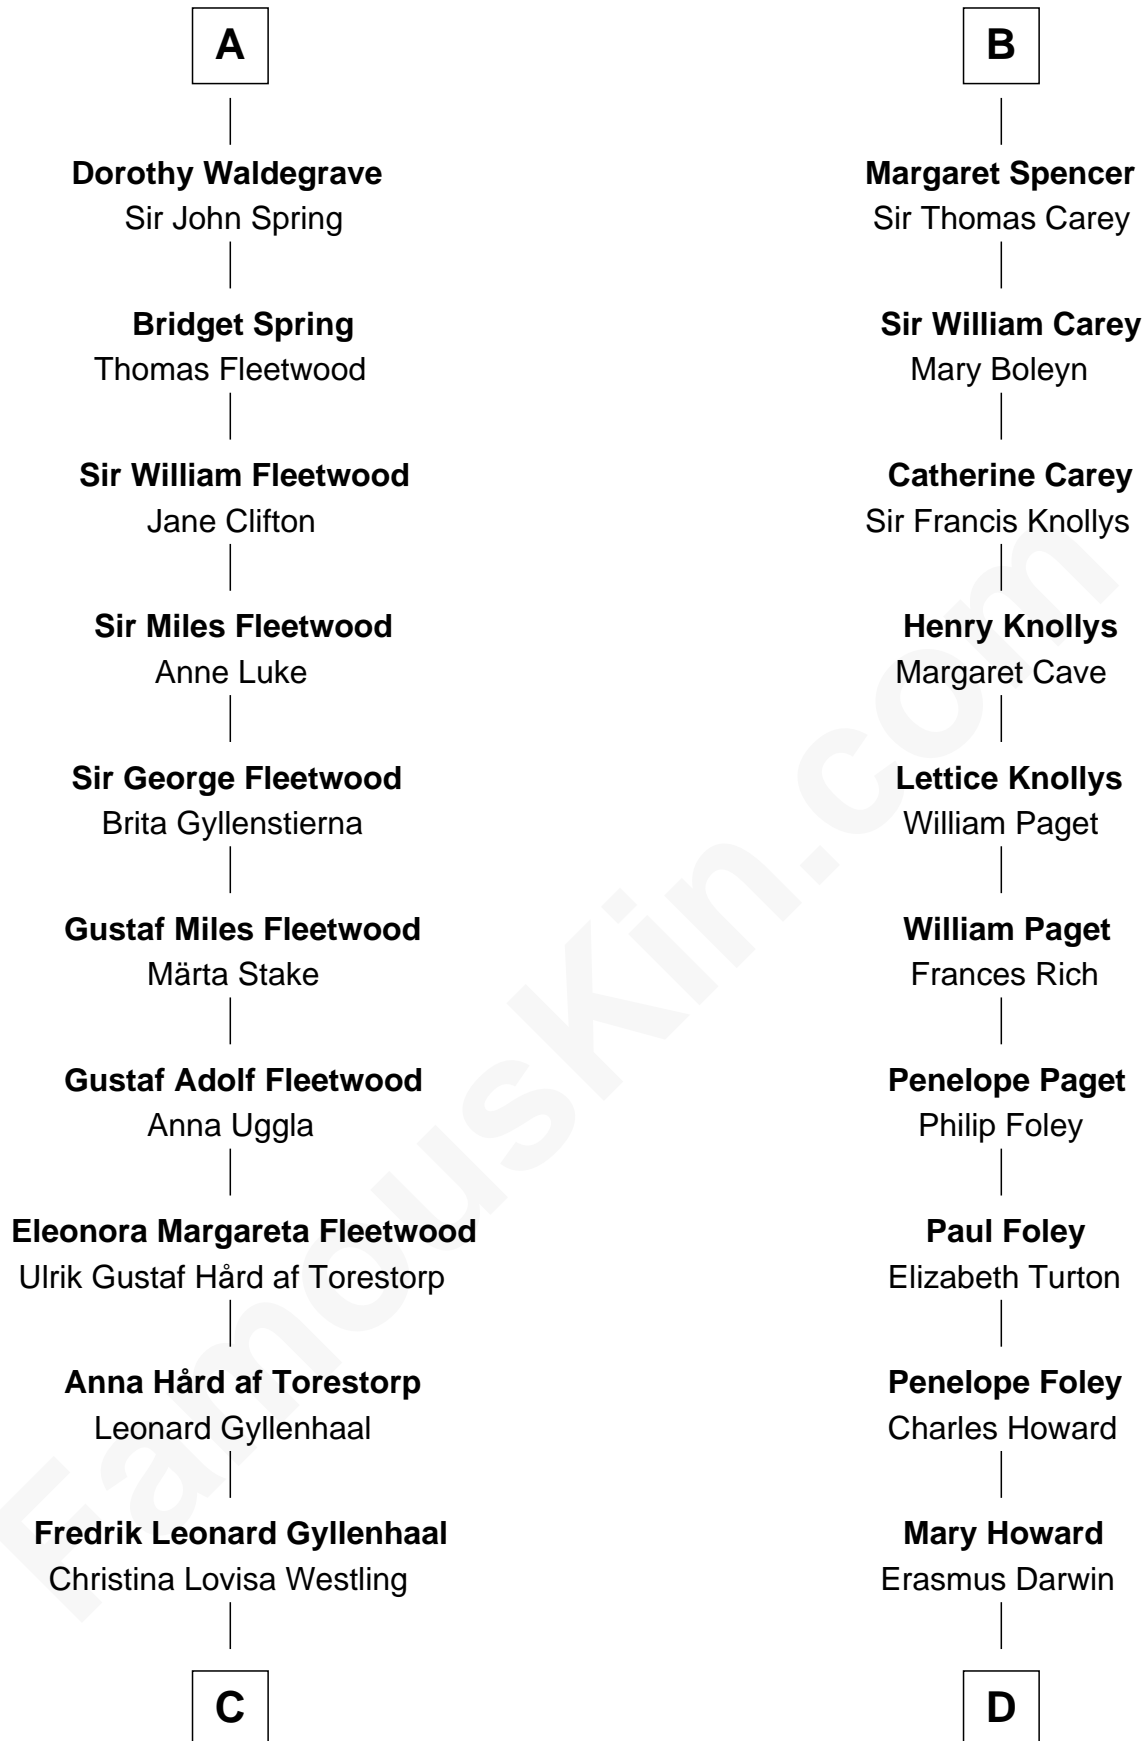 A
Dorothy Waldegrave
Sir John Spring
Bridget Spring
Thomas Fleetwood
Sir William Fleetwood
Jane Clifton
Sir Miles Fleetwood
Anne Luke
Sir George Fleetwood
Brita Gyllenstierna
Gustaf Miles Fleetwood
Märta Stake
Gustaf Adolf Fleetwood
Anna Uggla
Eleonora Margareta Fleetwood
Ulrik Gustaf Hård af Torestorp
Anna Hård af Torestorp
Leonard Gyllenhaal
Fredrik Leonard Gyllenhaal
Christina Lovisa Westling
C
B
Margaret Spencer
Sir Thomas Carey
Sir William Carey
Mary Boleyn
Catherine Carey
Sir Francis Knollys
Henry Knollys
Margaret Cave
Lettice Knollys
William Paget
William Paget
Frances Rich
Penelope Paget
Philip Foley
Paul Foley
Elizabeth Turton
Penelope Foley
Charles Howard
Mary Howard
Erasmus Darwin
D
FamousKin.com